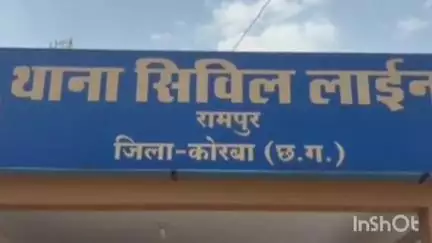 थाना सिविल लाईन
रामपुर
जिला-कोरबा (छ.ग.)
InShOt